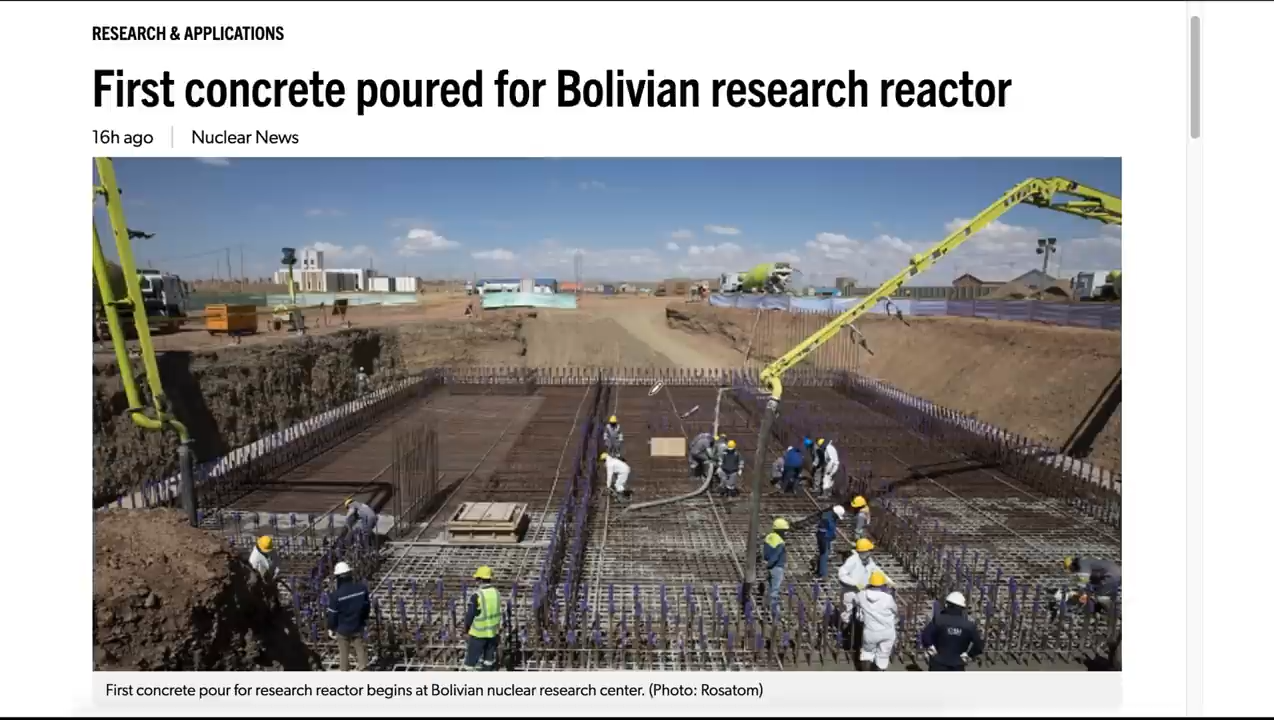 RESEARCH & APPLICATIONS
First concrete poured for Bolivian research reactor
16h ago | Nuclear News
First concrete pour for research reactor begins at Bolivian nuclear research center. (Photo: Rosatom)